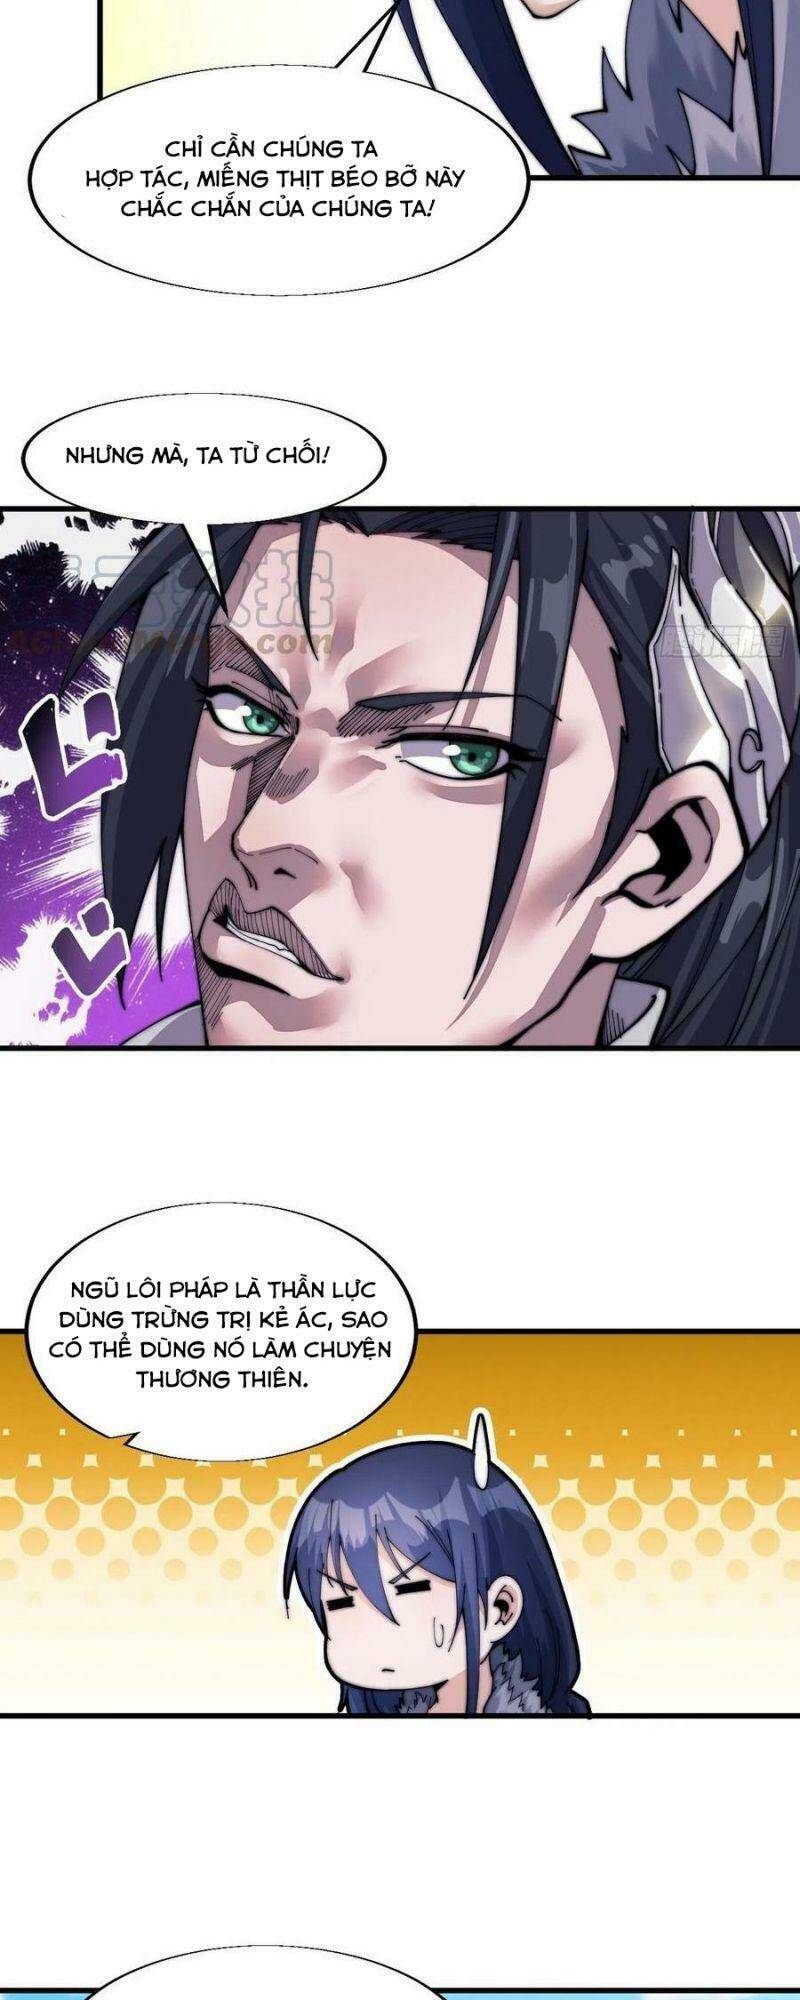 CHỈ CẦN CHÚNG TA
HỢP TÁC, MIẾNG THỊT BÉO BỠ NÀY
CHẮC CHẮN CỦA CHÚNG TA!
NHƯNG MÀ, TA TỪ CHỐI!
ド
ド
NGŨ LÔI PHÁP LÀ THẦN LỰC
DÙNG TRỪNG TRỊ KẺ ÁC, SAO
CÓ THỂ DÙNG NÓ LÀM CHUYỆN
THƯƠNG THIÊN.